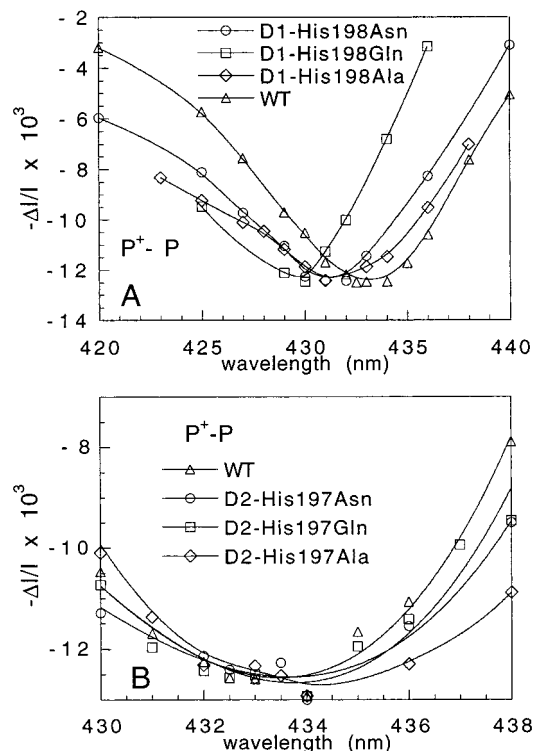 - 2
- 4
- 6
- 8
- 10
- 12
- 14
-ΔI/I x 10³
D1-His198Asn
D1-His198Gln
D1-His198Ala
WT
P⁺- P
A
420 425 430 435 440
wavelength (nm)
- 8
- 10
- 12
-ΔI/I x 10³
P⁺-P
WT
D2-His197Asn
D2-His197Gln
D2-His197Ala
B
430 432 434 436 438
wavelength (nm)